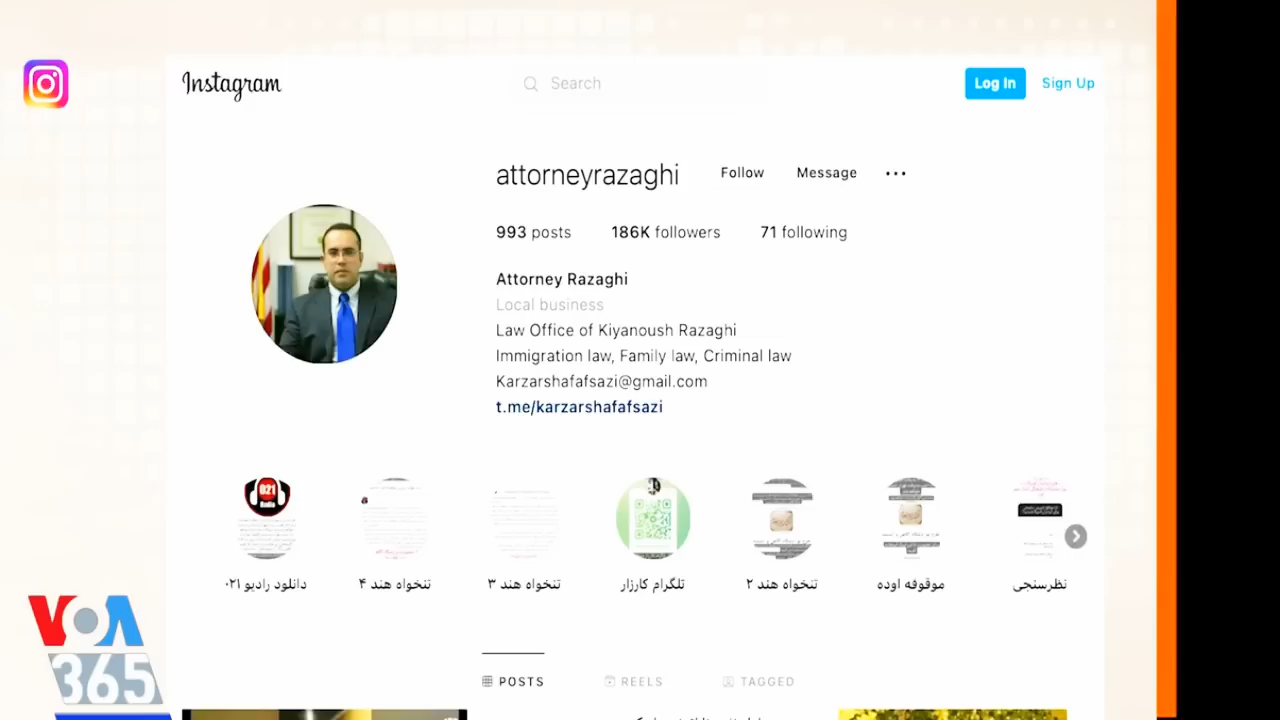 Instagram
Search
Log In
Sign Up
attorneyrazaghi
Follow
Message
993 posts
186K followers
71 following
Attorney Razaghi
Local business
Law Office of Kiyanoush Razaghi
Immigration law, Family law, Criminal law
Karzarshafafsazi@gmail.com
t.me/karzarshafafsazi
021
Radio
دانلود رادیو ۰۲۱
تنخواه هند ۴
تنخواه هند ۳
تلگرام کارزار
تنخواه هند ۲
موقوفه اوده
نظرسنجی
POSTS
REELS
TAGGED
VOA
365